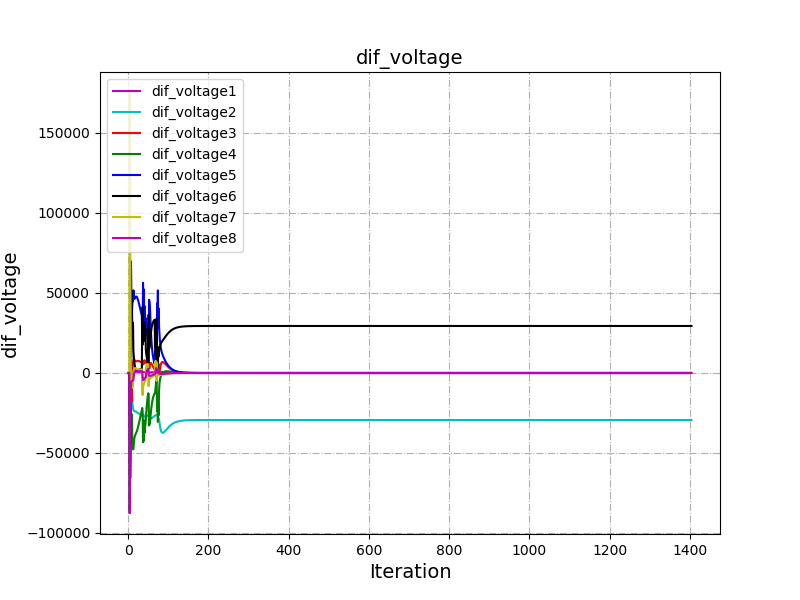 dif_voltage
dif_voltage1
dif_voltage2
dif_voltage3
dif_voltage4
dif_voltage5
dif_voltage6
dif_voltage7
dif_voltage8
150000
100000
50000
0
−50000
−100000
dif_voltage
0 200 400 600 800 1000 1200 1400
Iteration